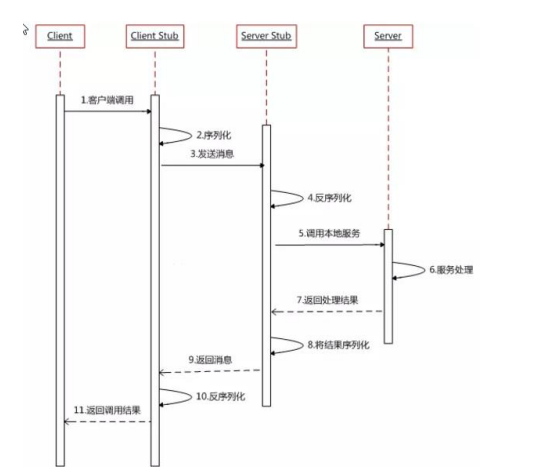 Client
Client Stub
Server Stub
Server
1.客户端调用
2.序列化
3.发送消息
4.反序列化
5.调用本地服务
6.服务处理
7.返回处理结果
8.将结果序列化
9.返回消息
10.反序列化
11.返回调用结果